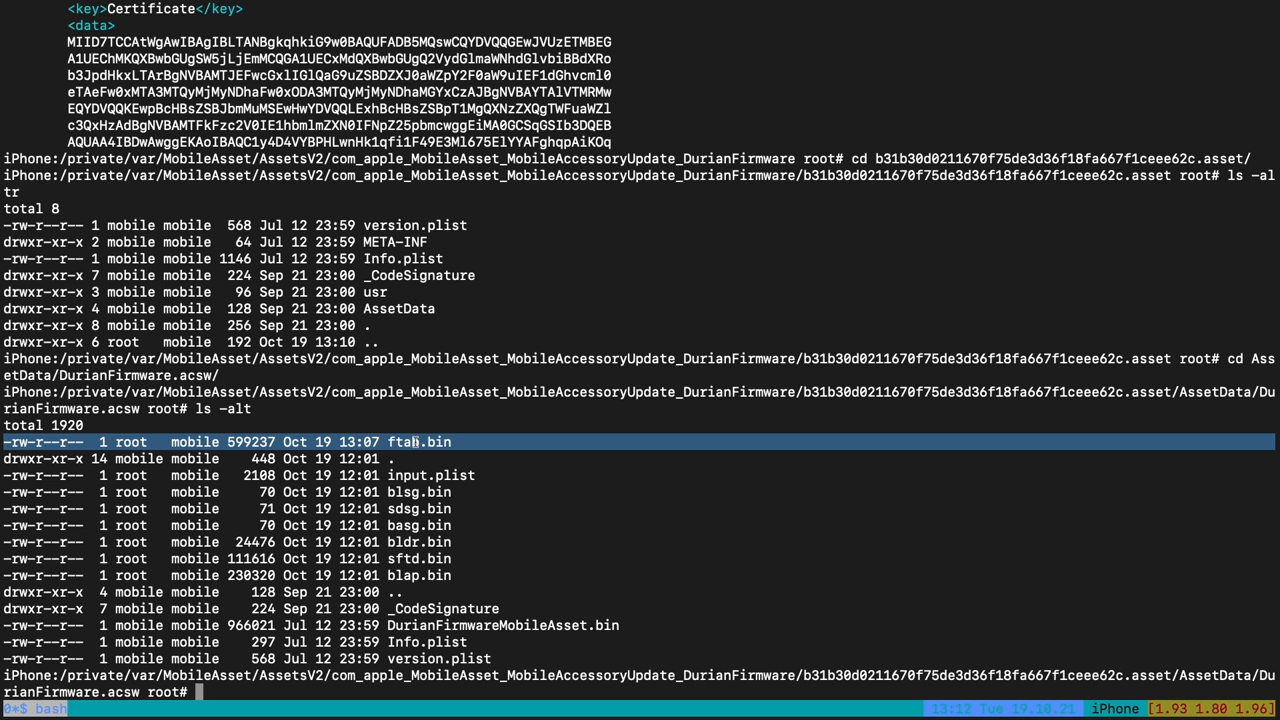 <key>Certificate</key>
<data>
MIID7TCCAtWgAwIBAgIBLTANBgkqhkiG9w0BAQUFADB5MQswCQYDVQQGEwJVUzETMBEG
A1UEChMKQXBwbGUgSW5jLjEmMCQGA1UECxMdQXBwbGUgQ2VydGlmaWNhdGlvbiBBdXRo
b3JpdHkxLTArBgNVBAMTJEFwcGxlIGlQaG9uZSBDZXJ0aWZpY2F0aW9uIEF1dGhvcml0
eTAeFw0xMTA3MTQyMjMyNDhaFw0xODA3MTQyMjMyNDhaMGYxCzAJBgNVBAYTAlVTMRMw
EQYDVQQKEwpBcHBsZSBJbmMuMSEwHwYDVQQLExhBcHBsZSBpT1MgQXNzZXQgTWFuaWZl
c3QxHzAdBgNVBAMTFkFzc2V0IE1hbmlmZXN0IFNpZ25pbmcwggEiMA0GCSqGSIb3DQEB
AQUAA4IBDwAwggEKAoIBAQC1y4D4VYBPHLwnHk1qfi1F49E3Ml675ElYYAFghqpAiKOq
iPhone:/private/var/MobileAsset/AssetsV2/com_apple_MobileAsset_MobileAccessoryUpdate_DurianFirmware root# cd b31b30d0211670f75de3d36f18fa667f1ceee62c.asset/
iPhone:/private/var/MobileAsset/AssetsV2/com_apple_MobileAsset_MobileAccessoryUpdate_DurianFirmware/b31b30d0211670f75de3d36f18fa667f1ceee62c.asset root# ls -al
tr
total 8
-rw-r--r-- 1 mobile mobile  568 Jul 12 23:59 version.plist
drwxr-xr-x 2 mobile mobile   64 Jul 12 23:59 META-INF
-rw-r--r-- 1 mobile mobile 1146 Jul 12 23:59 Info.plist
drwxr-xr-x 7 mobile mobile  224 Sep 21 23:00 _CodeSignature
drwxr-xr-x 3 mobile mobile   96 Sep 21 23:00 usr
drwxr-xr-x 4 mobile mobile  128 Sep 21 23:00 AssetData
drwxr-xr-x 8 mobile mobile  256 Sep 21 23:00 .
drwxr-xr-x 6 root   mobile  192 Oct 19 13:10 ..
iPhone:/private/var/MobileAsset/AssetsV2/com_apple_MobileAsset_MobileAccessoryUpdate_DurianFirmware/b31b30d0211670f75de3d36f18fa667f1ceee62c.asset root# cd Ass
etData/DurianFirmware.acsw/
iPhone:/private/var/MobileAsset/AssetsV2/com_apple_MobileAsset_MobileAccessoryUpdate_DurianFirmware/b31b30d0211670f75de3d36f18fa667f1ceee62c.asset/AssetData/Du
rianFirmware.acsw root# ls -alt
total 1920
-rw-r--r--  1 root   mobile 599237 Oct 19 13:07 ftab.bin
drwxr-xr-x 14 mobile mobile    448 Oct 19 12:01 .
-rw-r--r--  1 root   mobile   2108 Oct 19 12:01 input.plist
-rw-r--r--  1 root   mobile     70 Oct 19 12:01 blsg.bin
-rw-r--r--  1 root   mobile     71 Oct 19 12:01 sdsg.bin
-rw-r--r--  1 root   mobile     70 Oct 19 12:01 basg.bin
-rw-r--r--  1 root   mobile  24476 Oct 19 12:01 bldr.bin
-rw-r--r--  1 root   mobile 111616 Oct 19 12:01 sftd.bin
-rw-r--r--  1 root   mobile 230320 Oct 19 12:01 blap.bin
drwxr-xr-x  4 mobile mobile    128 Sep 21 23:00 ..
drwxr-xr-x  7 mobile mobile    224 Sep 21 23:00 _CodeSignature
-rw-r--r--  1 mobile mobile 966021 Jul 12 23:59 DurianFirmwareMobileAsset.bin
-rw-r--r--  1 mobile mobile    297 Jul 12 23:59 Info.plist
-rw-r--r--  1 mobile mobile    568 Jul 12 23:59 version.plist
iPhone:/private/var/MobileAsset/AssetsV2/com_apple_MobileAsset_MobileAccessoryUpdate_DurianFirmware/b31b30d0211670f75de3d36f18fa667f1ceee62c.asset/AssetData/Du
rianFirmware.acsw root#
0*$ bash 13:12 Tue 19.10.21 iPhone [1.93 1.80 1.96]